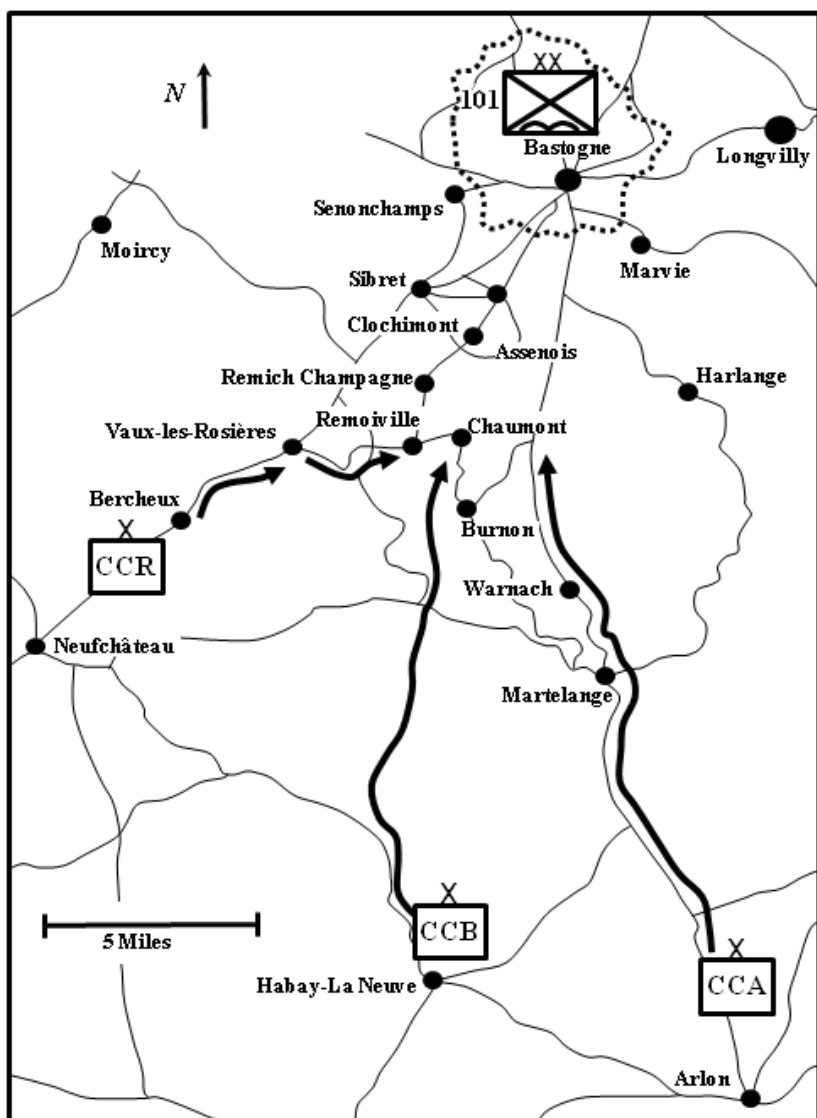 XX
101
N
Bastogne
Longvilly
Senonchamps
Moircy
Marvie
Sibret
Clochimont
Assenois
Remich Champagne
Harlange
Remoiville
Chaumont
Vaux-les-Rosières
Bercheux
X
CCR
Burnon
Warnach
Neufchâteau
Martelange
X
CCB
5 Miles
X
CCA
Habay-La Neuve
Arlon